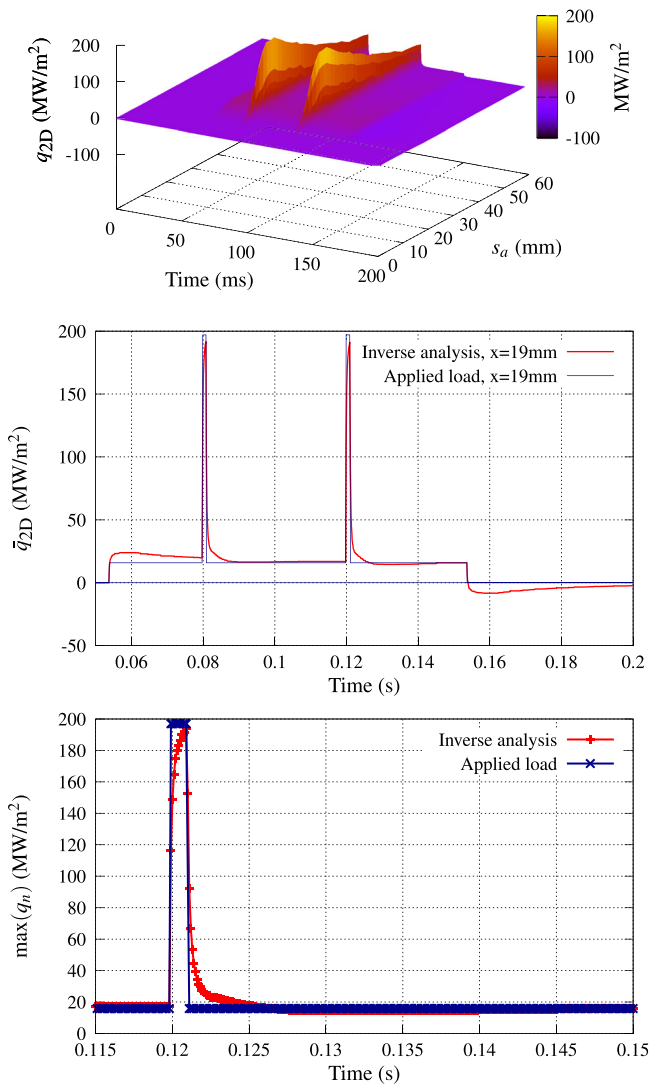 q2D (MW/m²)
200
100
0
-100
0
50
100
150
200
Time (ms)
0
10
20
30
40
50
60
sa (mm)
200
100
0
-100
MW/m²
q̄2D (MW/m²)
200
150
100
50
0
-50
Inverse analysis, x=19mm
Applied load, x=19mm
0.06 0.08 0.1 0.12 0.14 0.16 0.18 0.2
Time (s)
max(qn) (MW/m²)
200
180
160
140
120
100
80
60
40
20
0
Inverse analysis
Applied load
0.115 0.12 0.125 0.13 0.135 0.14 0.145 0.15
Time (s)